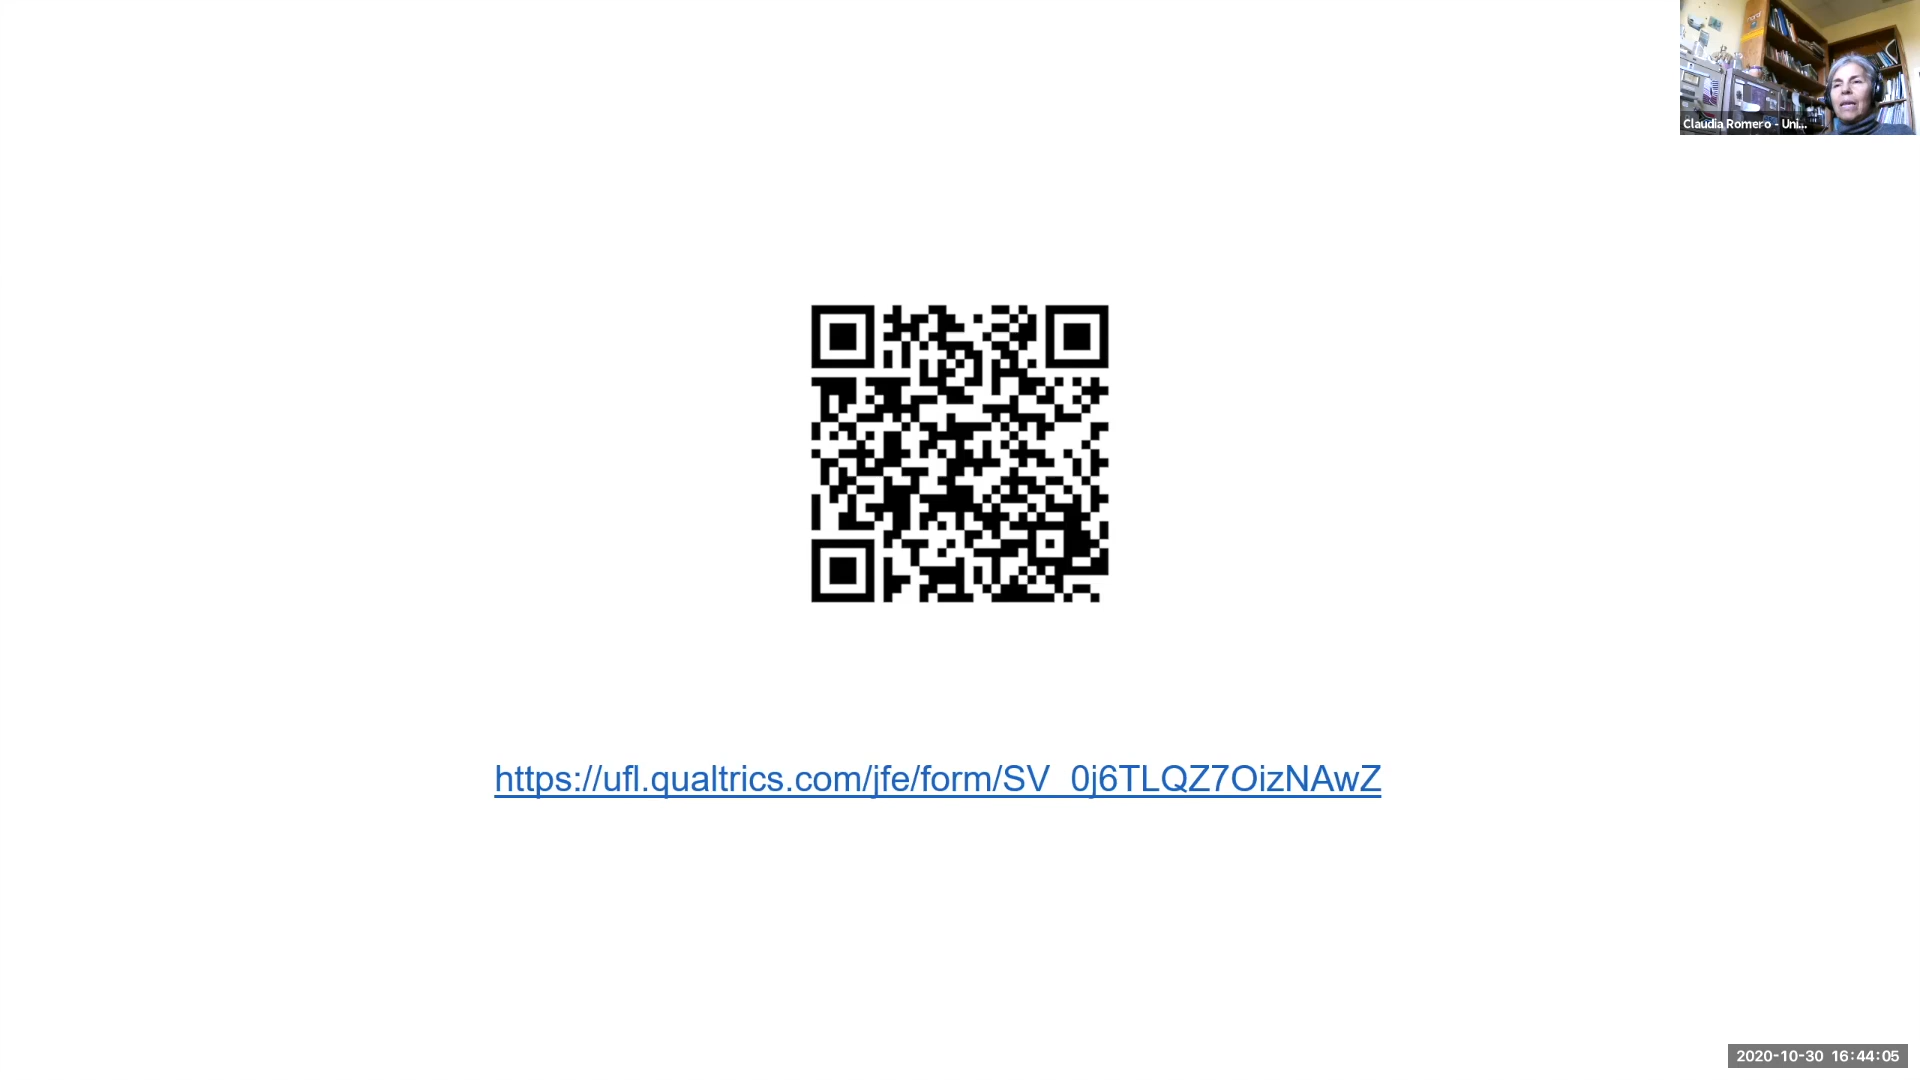 Claudia Romero - Uni...
https://ufl.qualtrics.com/jfe/form/SV_0j6TLQZ7OizNAwZ
2020-10-30 16:44:05